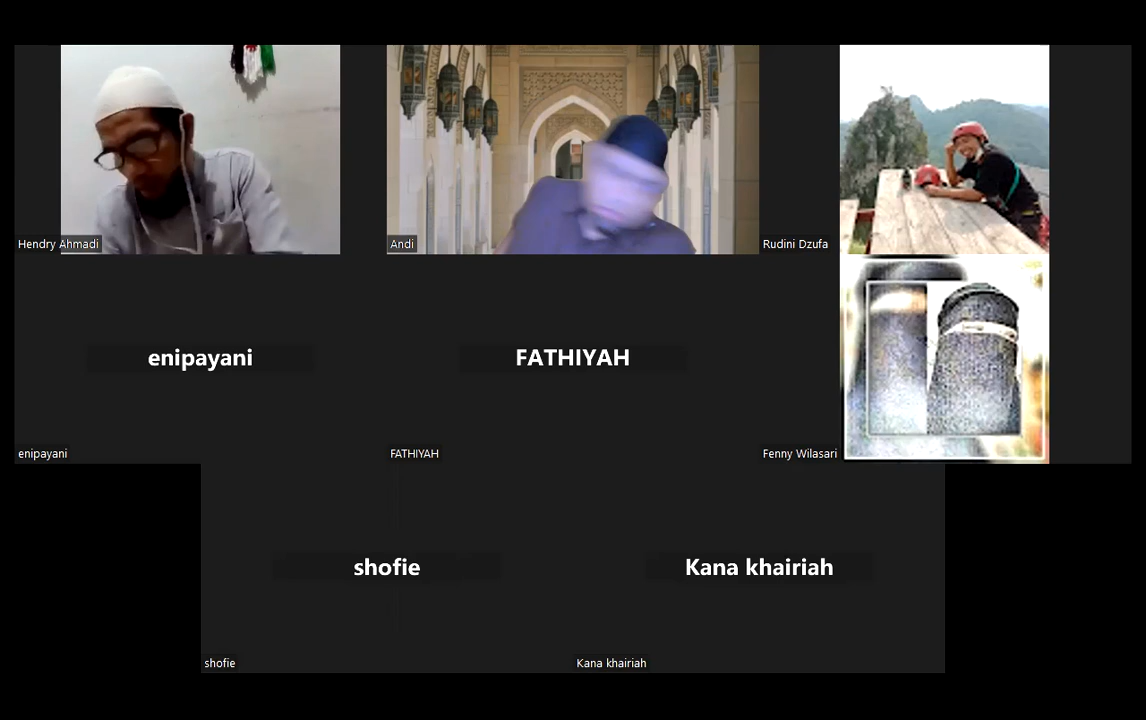 Hendry Ahmadi
Andi
Rudini Dzufa
enipayani
enipayani
FATHIYAH
FATHIYAH
Fenny Wilasari
shofie
shofie
Kana khairiah
Kana khairiah